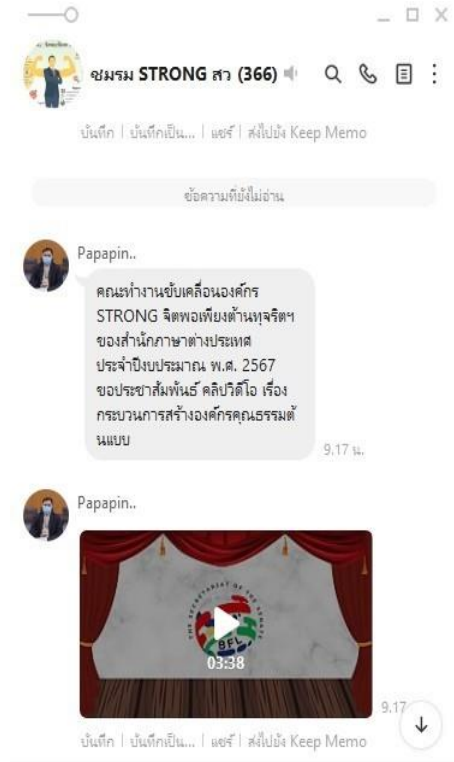 ชมรม STRONG สว (366)
บันทึก | บันทึกเป็น... | แชร์ | ส่งไปยัง Keep Memo
ข้อความที่ยังไม่อ่าน
Papapin..
คณะทำงานขับเคลื่อนองค์กร
STRONG จิตพอเพียงต้านทุจริตฯ
ของสำนักภาษาต่างประเทศ
ประจำปีงบประมาณ พ.ศ. 2567
ขอประชาสัมพันธ์ คลิปวิดีโอ เรื่อง
กระบวนการสร้างองค์กรคุณธรรมต้
นแบบ
9.17 น.
Papapin..
THE SECRETARIAT OF THE SENATE
BFL
03:38
9.17
บันทึก | บันทึกเป็น... | แชร์ | ส่งไปยัง Keep Memo